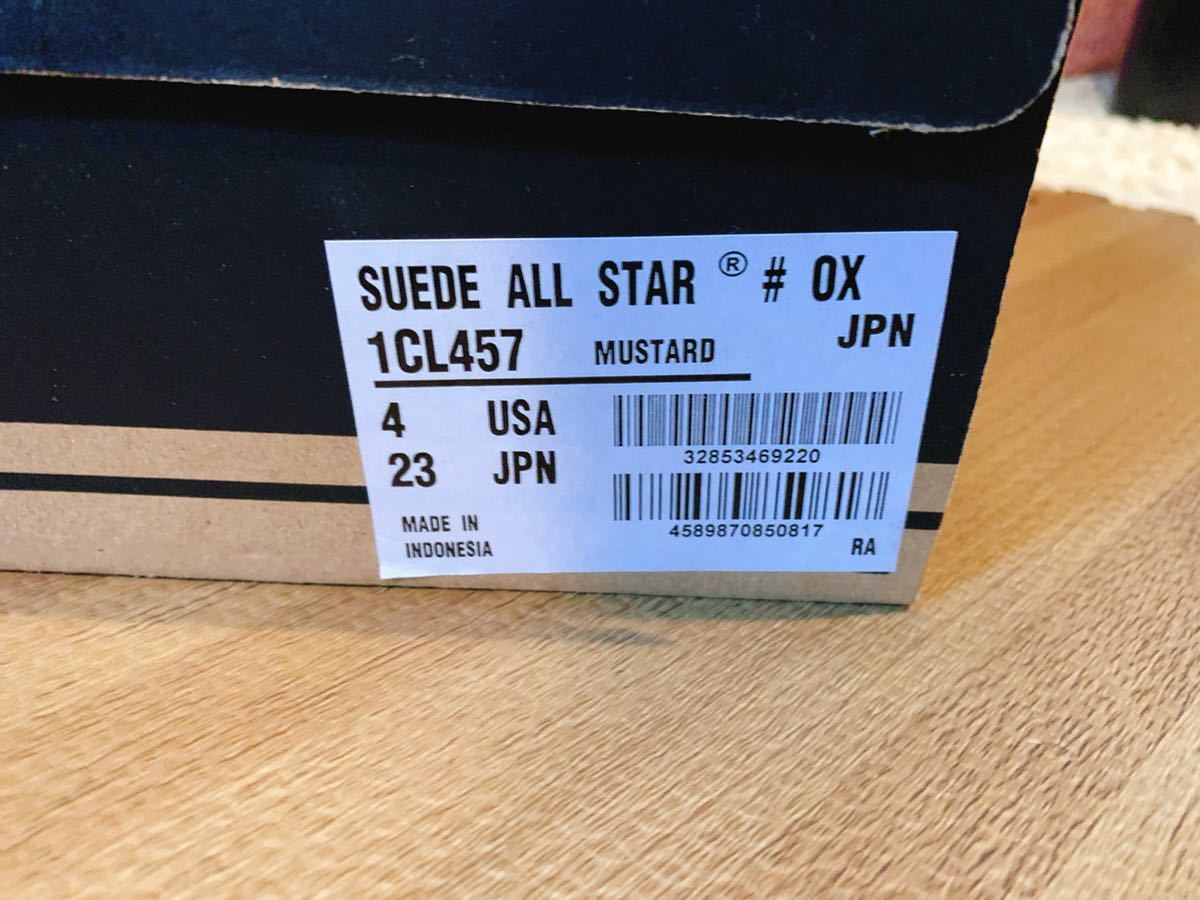 SUEDE ALL STAR ® # OX
JPN
1CL457 MUSTARD
4 USA
23 JPN
32853469220
4589870850817
MADE IN
INDONESIA
RA